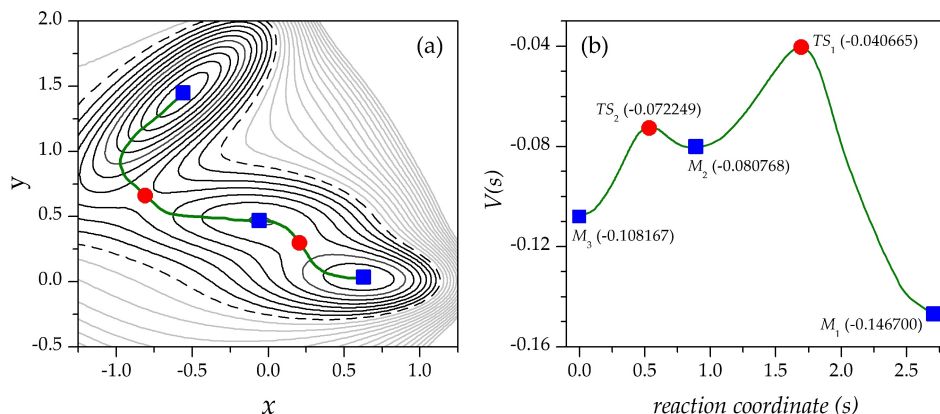 (a)
y
2.0
1.5
1.0
0.5
0.0
-0.5
-1.0 -0.5 0.0 0.5 1.0
x
(b)
V(s)
-0.04
-0.08
-0.12
-0.16
TS1 (-0.040665)
TS2 (-0.072249)
M2 (-0.080768)
M3 (-0.108167)
M1 (-0.146700)
0.0 0.5 1.0 1.5 2.0 2.5
reaction coordinate (s)